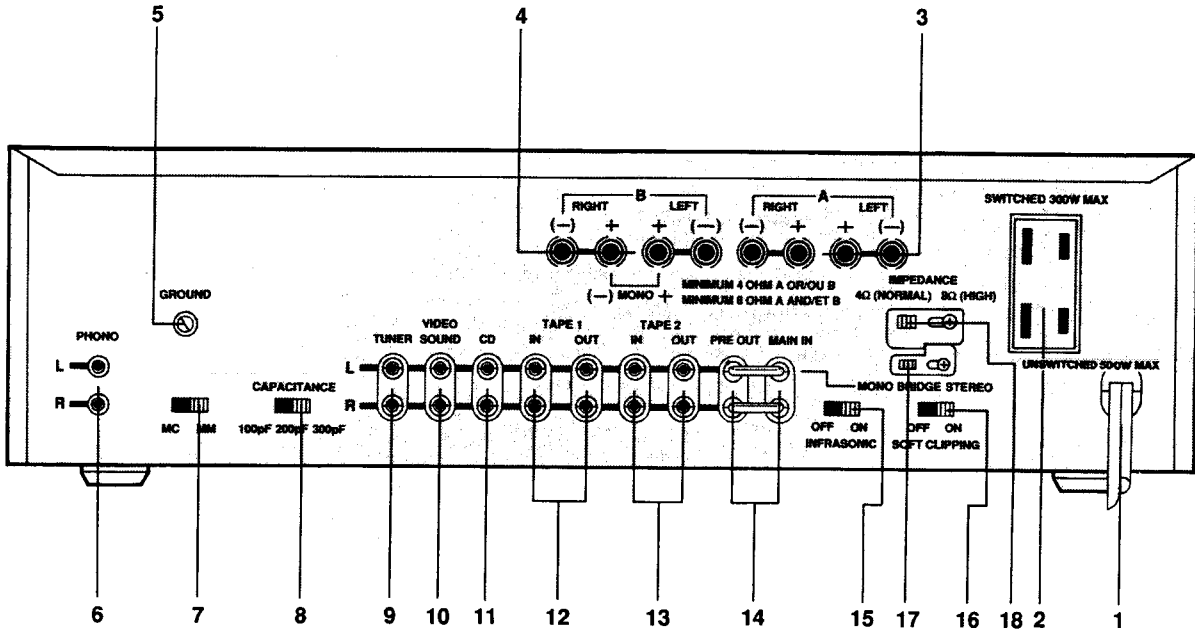 5 4 3
B A
SWITCHED 300W MAX
RIGHT LEFT RIGHT LEFT
(—) + + (—) (—) + + (—)
(—) MONO +
MINIMUM 4 OHM A OR/OU B
MINIMUM 8 OHM A AND/ET B
IMPEDANCE
4Ω (NORMAL) 8Ω (HIGH)
GROUND
PHONO
L
R
MC MM
CAPACITANCE
100pF 200pF 300pF
TUNER
VIDEO
SOUND
CD
TAPE 1
IN OUT
TAPE 2
IN OUT
PRE OUT MAIN IN
L
R
UNSWITCHED 500W MAX
MONO BRIDGE STEREO
OFF ON
INFRASONIC
OFF ON
SOFT CLIPPING
6 7 8 9 10 11 12 13 14 15 17 16 18 2 1